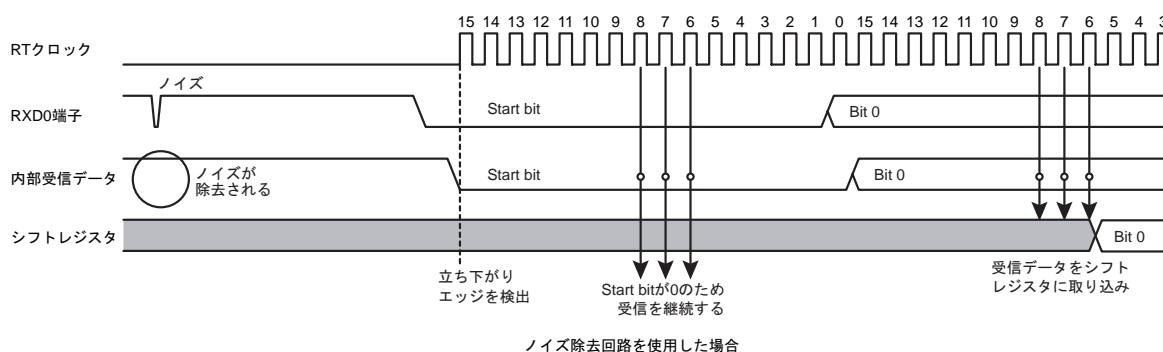 15 14 13 12 11 10 9 8 7 6 5 4 3 2 1 0 15 14 13 12 11 10 9 8 7 6 5 4 3
RTクロック
ノイズ
RXD0端子
Start bit
Bit 0
内部受信データ
ノイズが
除去される
Start bit
Bit 0
シフトレジスタ
Bit 0
立ち下がり
エッジを検出
Start bitが0のため
受信を継続する
受信データをシフト
レジスタに取り込み
ノイズ除去回路を使用した場合